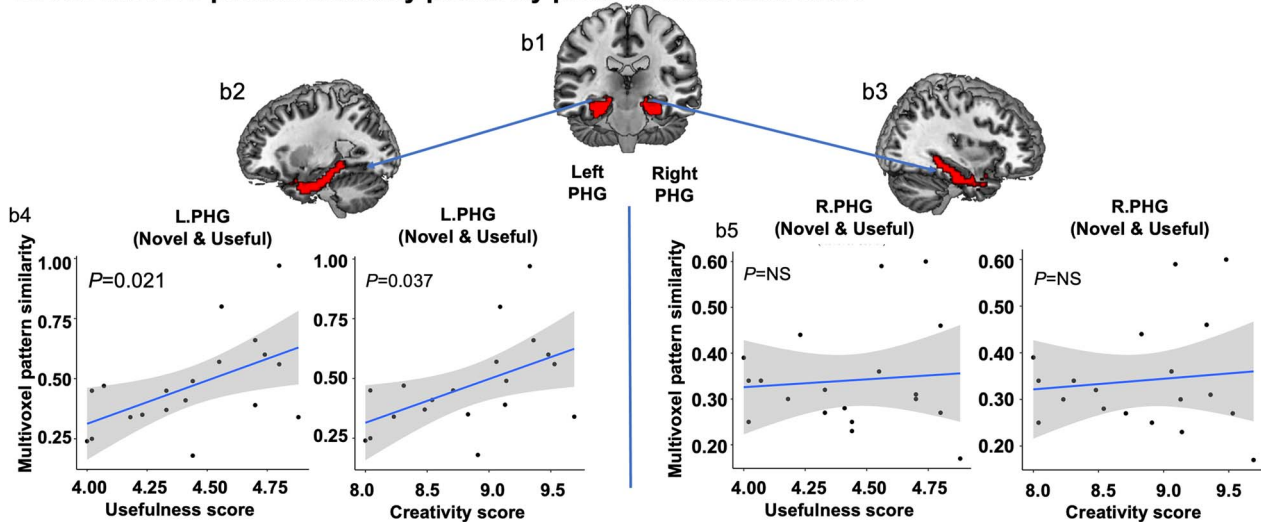 b1
b2
b3
Left
PHG
Right
PHG
b4
L.PHG
(Novel & Useful)
P=0.021
Multivoxel pattern similarity
1.00
0.75
0.50
0.25
4.00 4.25 4.50 4.75
Usefulness score
L.PHG
(Novel & Useful)
P=0.037
1.00
0.75
0.50
0.25
8.0 8.5 9.0 9.5
Creativity score
b5
R.PHG
(Novel & Useful)
P=NS
Multivoxel pattern similarity
0.60
0.50
0.40
0.30
0.20
4.00 4.25 4.50 4.75
Usefulness score
R.PHG
(Novel & Useful)
P=NS
0.60
0.50
0.40
0.30
0.20
8.0 8.5 9.0 9.5
Creativity score